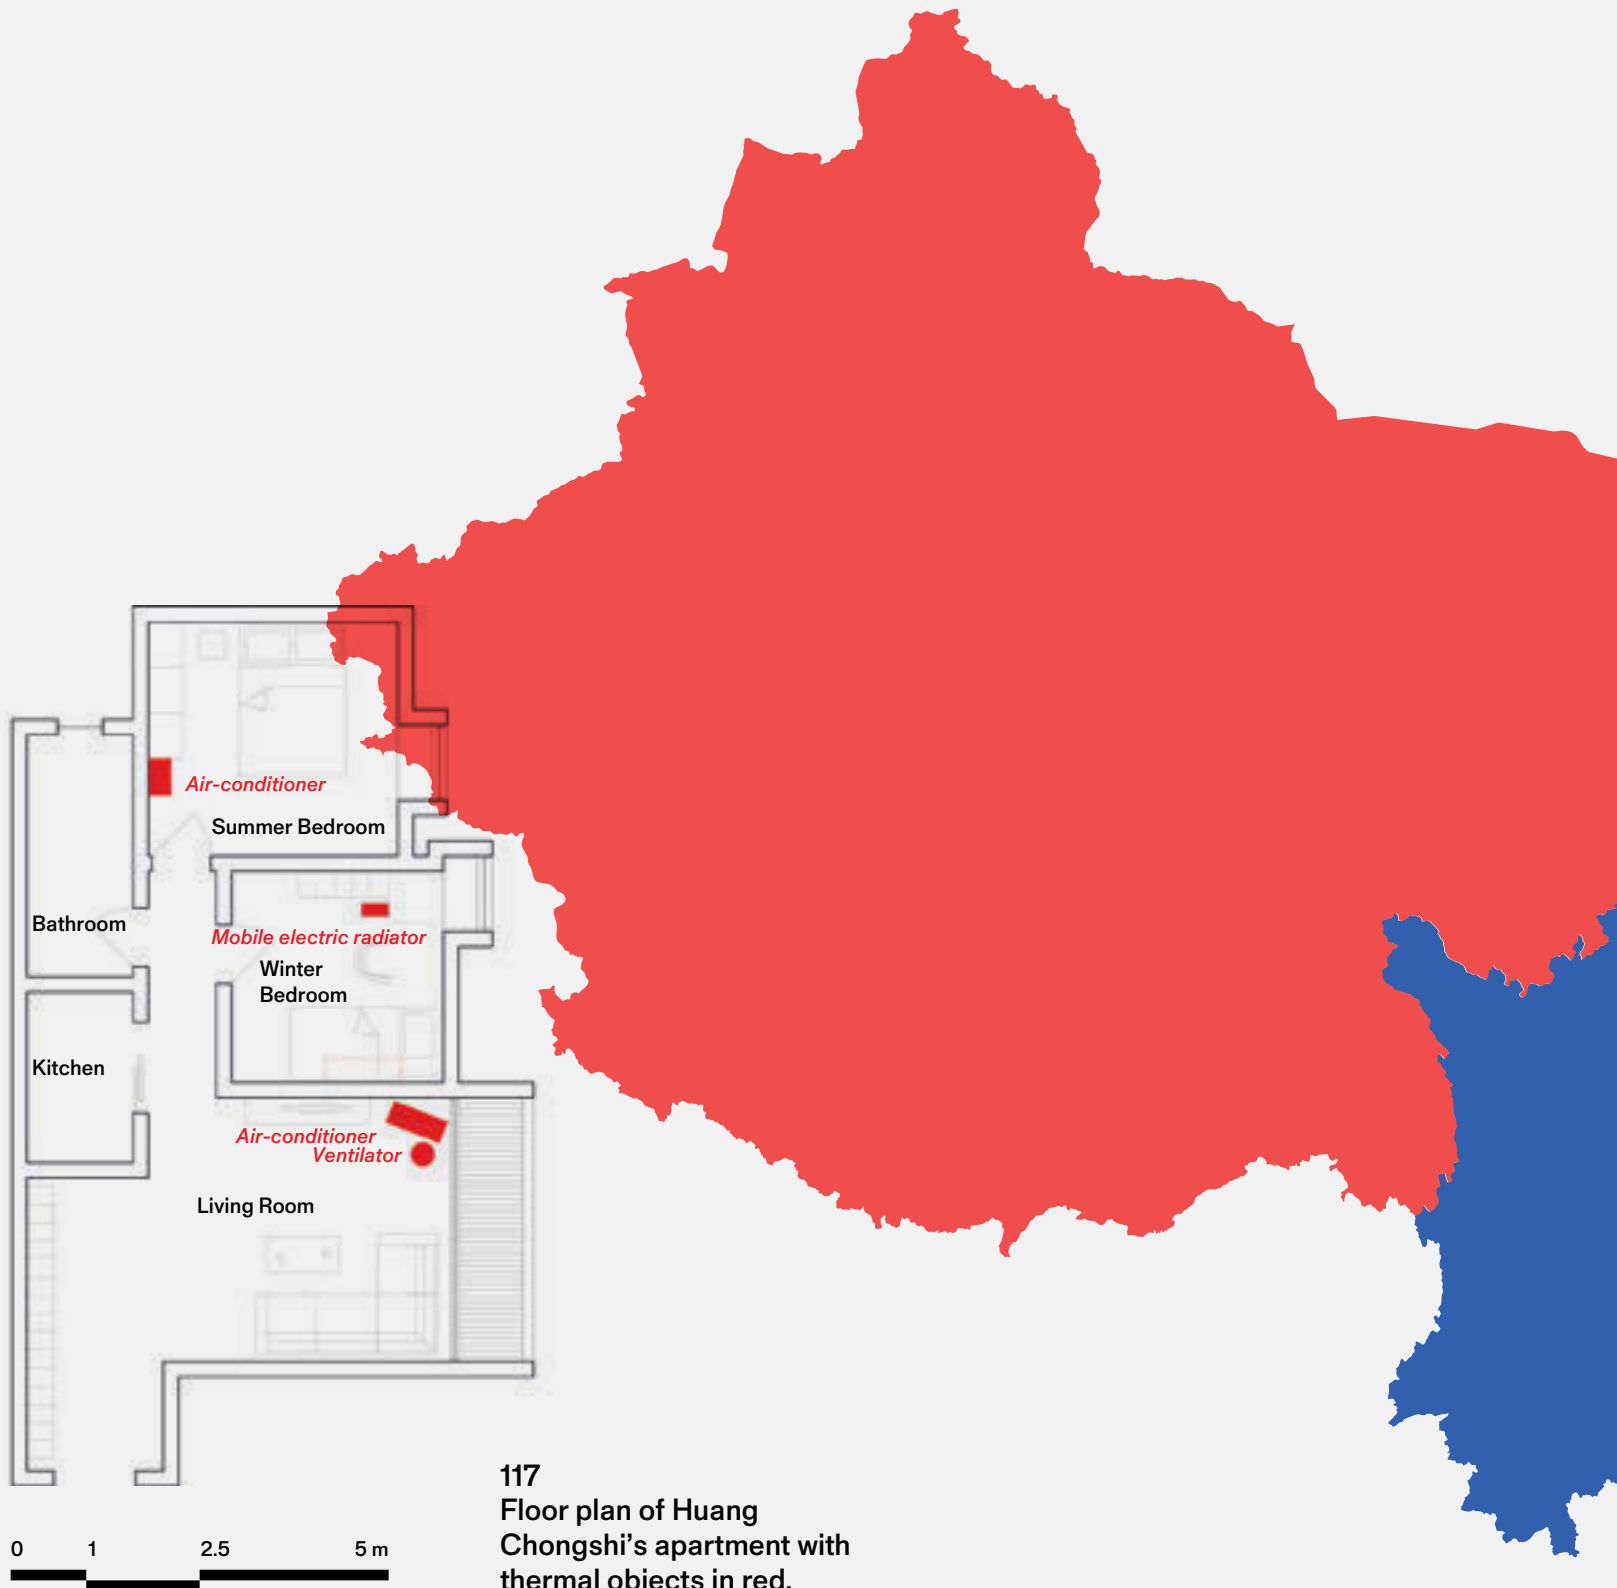 Air-conditioner
Summer Bedroom
Bathroom
Mobile electric radiator
Winter
Bedroom
Kitchen
Air-conditioner
Ventilator
Living Room
117
Floor plan of Huang
Chongshi’s apartment with
thermal objects in red.
0 1 2.5 5 m